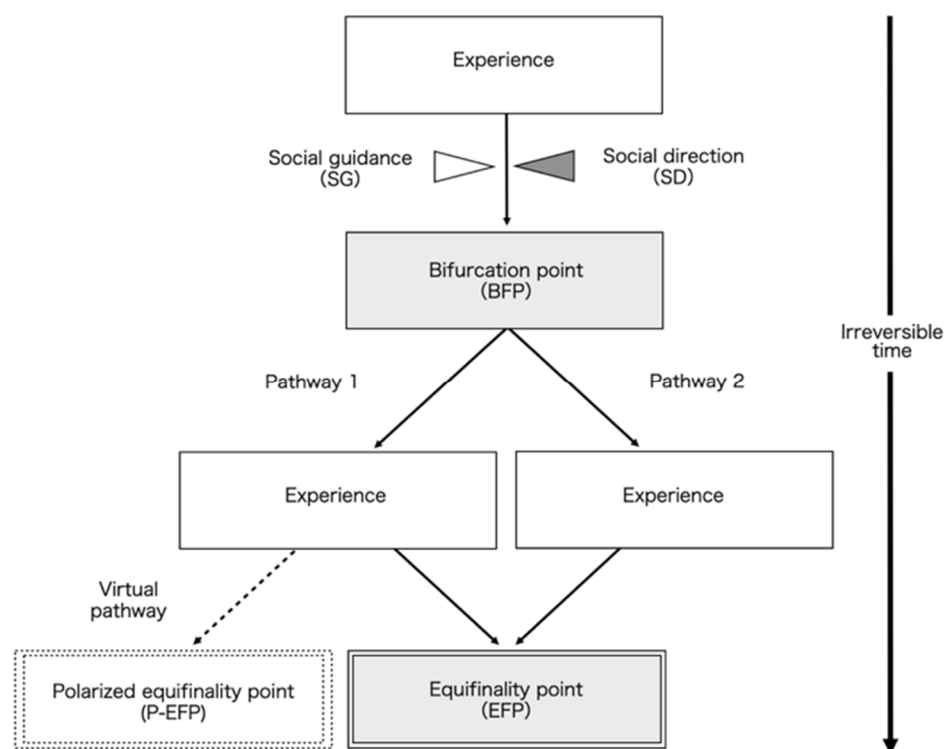 Experience
Social guidance
(SG)
Social direction
(SD)
Bifurcation point
(BFP)
Irreversible
time
Pathway 1
Pathway 2
Experience
Experience
Virtual
pathway
Polarized equifinality point
(P-EFP)
Equifinality point
(EFP)